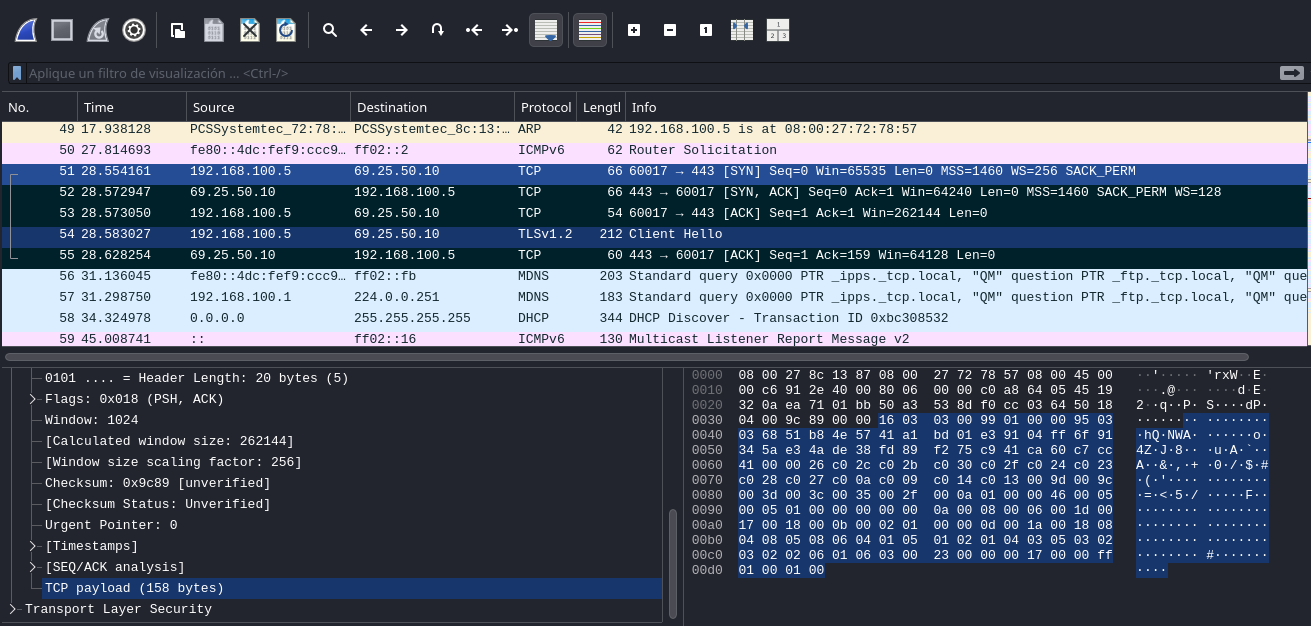 Aplique un filtro de visualización ... <Ctrl-/>
No. Time Source Destination Protocol Lengtl Info
49 17.938128 PCSSystemtec_72:78:… PCSSystemtec_8c:13:… ARP 42 192.168.100.5 is at 08:00:27:72:78:57
50 27.814693 fe80::4dc:fef9:ccc9… ff02::2 ICMPv6 62 Router Solicitation
51 28.554161 192.168.100.5 69.25.50.10 TCP 66 60017 → 443 [SYN] Seq=0 Win=65535 Len=0 MSS=1460 WS=256 SACK_PERM
52 28.572947 69.25.50.10 192.168.100.5 TCP 66 443 → 60017 [SYN, ACK] Seq=0 Ack=1 Win=64240 Len=0 MSS=1460 SACK_PERM WS=128
53 28.573050 192.168.100.5 69.25.50.10 TCP 54 60017 → 443 [ACK] Seq=1 Ack=1 Win=262144 Len=0
54 28.583027 192.168.100.5 69.25.50.10 TLSv1.2 212 Client Hello
55 28.628254 69.25.50.10 192.168.100.5 TCP 60 443 → 60017 [ACK] Seq=1 Ack=159 Win=64128 Len=0
56 31.136045 fe80::4dc:fef9:ccc9… ff02::fb MDNS 203 Standard query 0x0000 PTR _ipps._tcp.local, "QM" question PTR _ftp._tcp.local, "QM" que
57 31.298750 192.168.100.1 224.0.0.251 MDNS 183 Standard query 0x0000 PTR _ipps._tcp.local, "QM" question PTR _ftp._tcp.local, "QM" que
58 34.324978 0.0.0.0 255.255.255.255 DHCP 344 DHCP Discover - Transaction ID 0xbc308532
59 45.008741 :: ff02::16 ICMPv6 130 Multicast Listener Report Message v2
0101 .... = Header Length: 20 bytes (5)
Flags: 0x018 (PSH, ACK)
Window: 1024
[Calculated window size: 262144]
[Window size scaling factor: 256]
Checksum: 0x9c89 [unverified]
[Checksum Status: Unverified]
Urgent Pointer: 0
[Timestamps]
[SEQ/ACK analysis]
TCP payload (158 bytes)
Transport Layer Security
0000 08 00 27 8c 13 87 08 00 27 72 78 57 08 00 45 00 ··'····· 'rxW··E·
0010 00 c6 91 2e 40 00 80 06 00 00 c0 a8 64 05 45 19 ···.@··· ····d·E·
0020 32 0a ea 71 01 bb 50 a3 53 8d f0 cc 03 64 50 18 2··q··P· S····dP·
0030 04 00 9c 89 00 00 16 03 03 00 99 01 00 00 95 03 ········ ········
0040 03 68 51 b8 4e 57 41 a1 bd 01 e3 91 04 ff 6f 91 ·hQ·NWA· ······o·
0050 34 5a e3 4a de 38 fd 89 f2 75 c9 41 ca 60 c7 cc 4Z·J·8·· ·u·A·`··
0060 41 00 00 26 c0 2c c0 2b c0 30 c0 2f c0 24 c0 23 A··&·,·+ ·0·/·$·#
0070 c0 28 c0 27 c0 0a c0 09 c0 14 c0 13 00 9d 00 9c ·(·'···· ········
0080 00 3d 00 3c 00 35 00 2f 00 0a 01 00 00 46 00 05 ·=·<·5·/ ·····F··
0090 00 05 01 00 00 00 00 00 0a 00 08 00 06 00 1d 00 ········ ········
00a0 17 00 18 00 0b 00 02 01 00 00 0d 00 1a 00 18 08 ········ ········
00b0 04 08 05 08 06 04 01 05 01 02 01 04 03 05 03 02 ········ ········
00c0 03 02 02 06 01 06 03 00 23 00 00 00 17 00 00 ff ········ #·······
00d0 01 00 01 00 ····